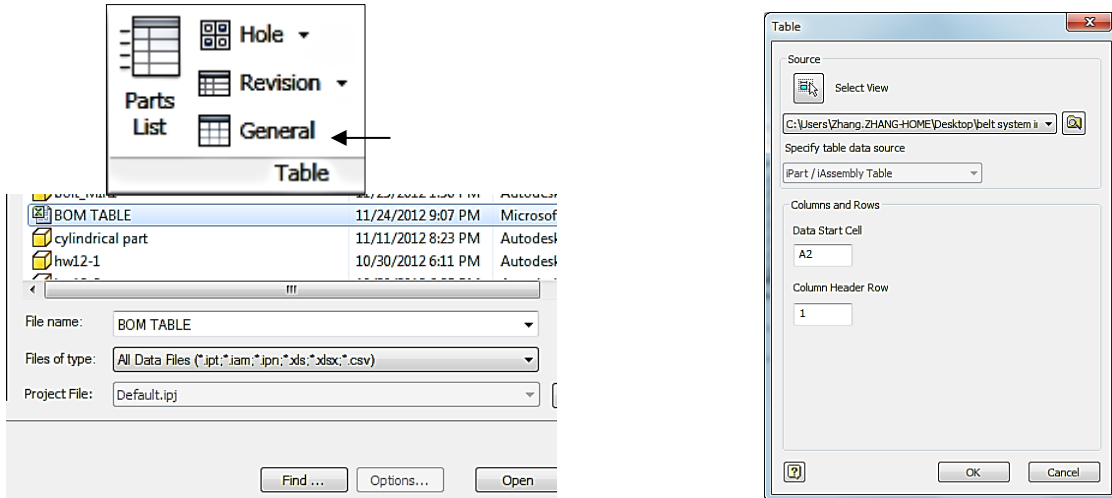 Hole
Revision
Parts
List
General
Table
BOM TABLE 11/24/2012 9:07 PM Microsof
cylindrical part 11/11/2012 8:23 PM Autodesk
hw12-1 10/30/2012 6:11 PM Autodesk
File name: BOM TABLE
Files of type: All Data Files (*.ipt;*.iam;*.ipn;*.xls;*.xlsx;*.csv)
Project File: Default.ipj
Find ... Options... Open
Table
Source
Select View
C:\Users\Zhang.ZHANG-HOME\Desktop\belt system i
Specify table data source
iPart / iAssembly Table
Columns and Rows
Data Start Cell
A2
Column Header Row
1
OK Cancel